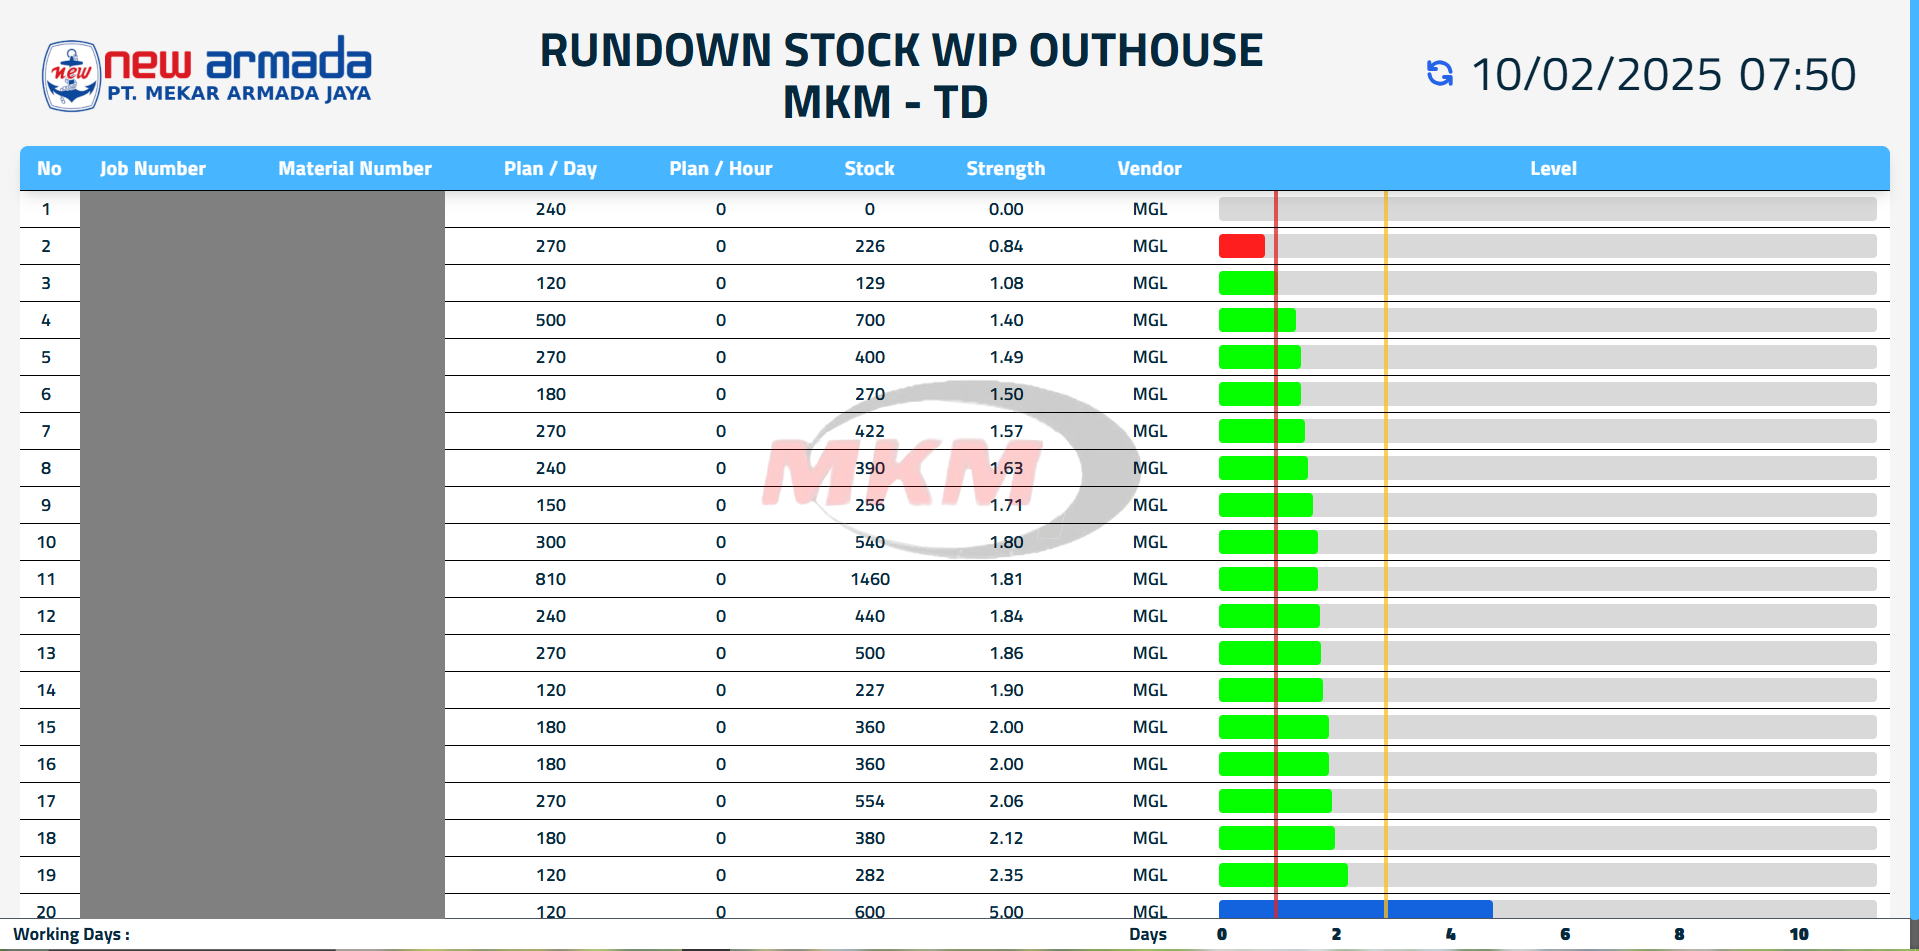 new armada
new
PT. MEKAR ARMADA JAYA
RUNDOWN STOCK WIP OUTHOUSE
MKM - TD
10/02/2025 07:50
No Job Number Material Number Plan / Day Plan / Hour Stock Strength Vendor Level
1 240 0 0 0.00 MGL
2 270 0 226 0.84 MGL
3 120 0 129 1.08 MGL
4 500 0 700 1.40 MGL
5 270 0 400 1.49 MGL
6 180 0 270 1.50 MGL
7 270 0 422 1.57 MGL
8 240 0 390 1.63 MGL
MKM
9 150 0 256 1.71 MGL
10 300 0 540 1.80 MGL
11 810 0 1460 1.81 MGL
12 240 0 440 1.84 MGL
13 270 0 500 1.86 MGL
14 120 0 227 1.90 MGL
15 180 0 360 2.00 MGL
16 180 0 360 2.00 MGL
17 270 0 554 2.06 MGL
18 180 0 380 2.12 MGL
19 120 0 282 2.35 MGL
20 120 0 600 5.00 MGL
Working Days : Days 0 2 4 6 8 10